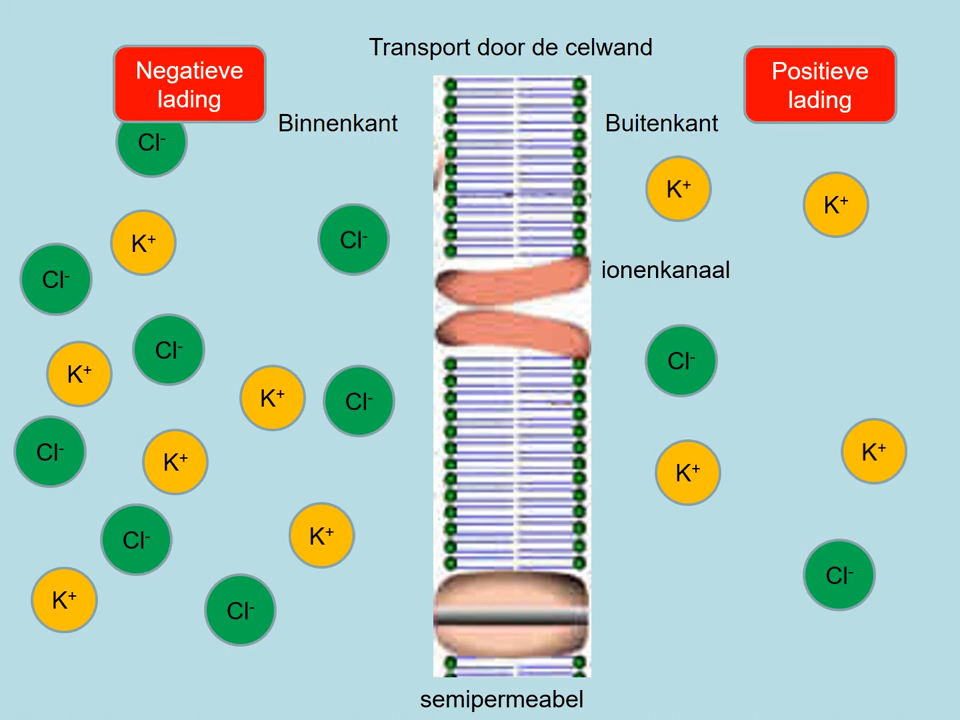 Transport door de celwand
Negatieve
lading
Positieve
lading
Binnenkant
Buitenkant
Cl-
K+
K+
K+
Cl-
Cl-
ionenkanaal
Cl-
Cl-
Cl-
K+
K+
Cl-
Cl-
K+
K+
K+
K+
Cl-
Cl-
K+
K+
Cl-
semipermeabel